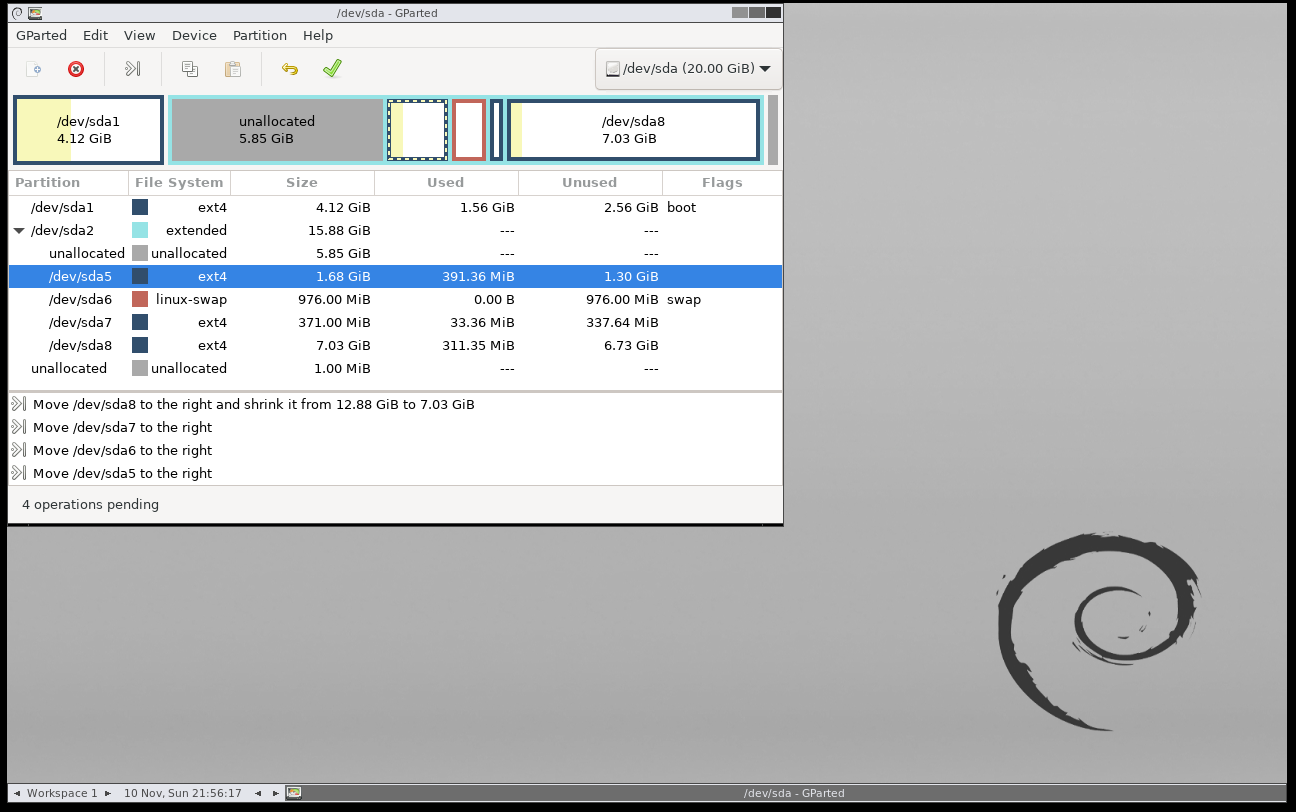 /dev/sda - GParted
GParted Edit View Device Partition Help
/dev/sda (20.00 GiB)
/dev/sda1
4.12 GiB
unallocated
5.85 GiB
/dev/sda8
7.03 GiB
Partition File System Size Used Unused Flags
/dev/sda1 ext4 4.12 GiB 1.56 GiB 2.56 GiB boot
/dev/sda2 extended 15.88 GiB --- ---
unallocated unallocated 5.85 GiB --- ---
/dev/sda5 ext4 1.68 GiB 391.36 MiB 1.30 GiB
/dev/sda6 linux-swap 976.00 MiB 0.00 B 976.00 MiB swap
/dev/sda7 ext4 371.00 MiB 33.36 MiB 337.64 MiB
/dev/sda8 ext4 7.03 GiB 311.35 MiB 6.73 GiB
unallocated unallocated 1.00 MiB --- ---
Move /dev/sda8 to the right and shrink it from 12.88 GiB to 7.03 GiB
Move /dev/sda7 to the right
Move /dev/sda6 to the right
Move /dev/sda5 to the right
4 operations pending
Workspace 1 10 Nov, Sun 21:56:17 /dev/sda - GParted